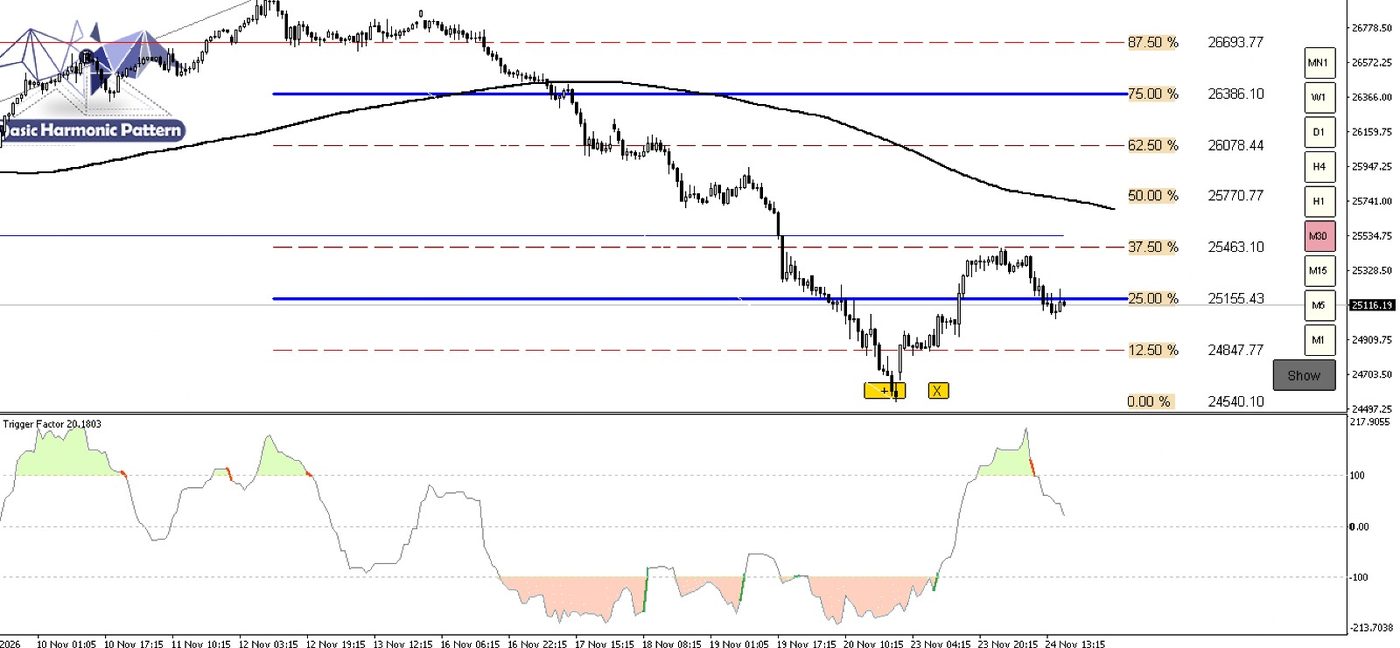 87.50 % 26693.77
75.00 % 26386.10
62.50 % 26078.44
50.00 % 25770.77
37.50 % 25463.10
25.00 % 25155.43
12.50 % 24847.77
0.00 % 24540.10
asic Harmonic Pattern
+
X
MN1
W1
D1
H4
H1
M30
M15
M5
M1
Show
26778.50
26572.25
26366.00
26159.75
25947.25
25741.00
25534.75
25328.50
25116.19
24909.75
24703.50
24497.25
Trigger Factor 20.1803
217.9055
100
0.00
-100
-213.7038
2026 10 Nov 01:05 10 Nov 17:15 11 Nov 10:15 12 Nov 03:15 12 Nov 19:15 13 Nov 12:15 16 Nov 06:15 16 Nov 22:15 17 Nov 15:15 18 Nov 08:15 19 Nov 01:05 19 Nov 17:15 20 Nov 10:15 23 Nov 04:15 23 Nov 20:15 24 Nov 13:15